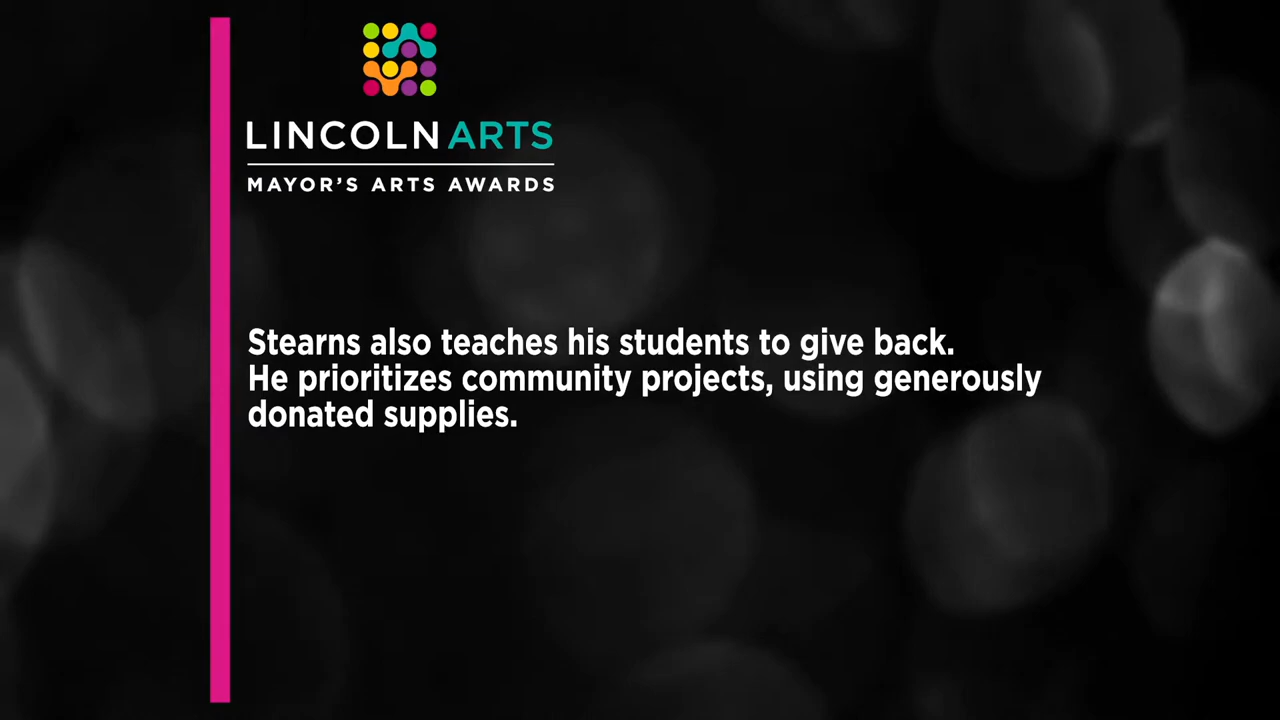 LINCOLN ARTS
MAYOR'S ARTS AWARDS
Stearns also teaches his students to give back.
He prioritizes community projects, using generously
donated supplies.